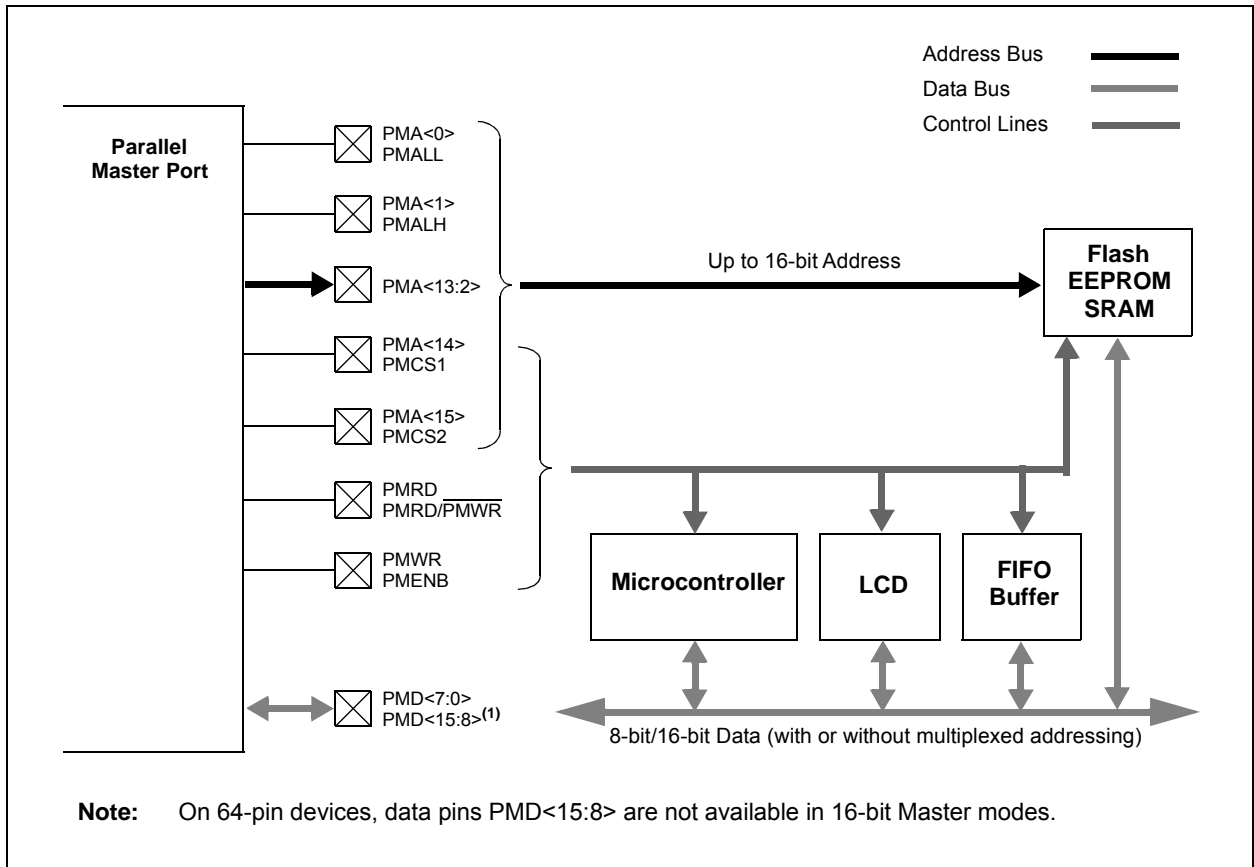 Address Bus
Data Bus
Control Lines
Parallel
Master Port
PMA<0>
PMALL
PMA<1>
PMALH
PMA<13:2>
PMA<14>
PMCS1
PMA<15>
PMCS2
PMRD
PMRD/PMWR
PMWR
PMENB
PMD<7:0>
PMD<15:8>(1)
Up to 16-bit Address
Flash
EEPROM
SRAM
Microcontroller
LCD
FIFO
Buffer
8-bit/16-bit Data (with or without multiplexed addressing)
Note: On 64-pin devices, data pins PMD<15:8> are not available in 16-bit Master modes.